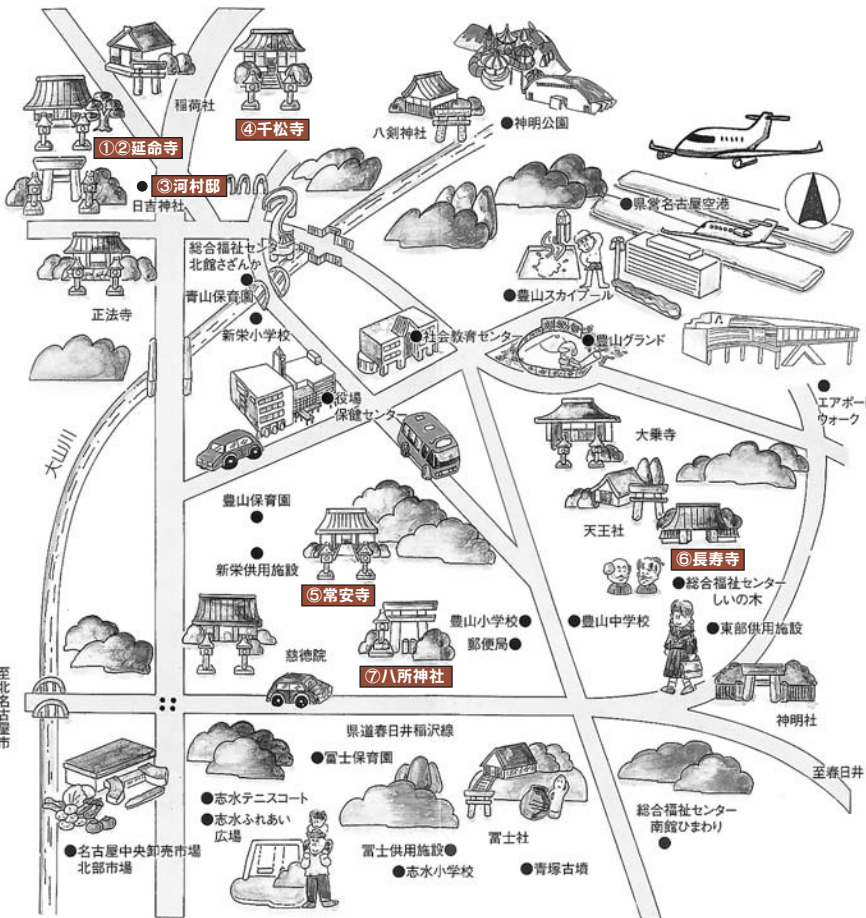 稲荷社
④千松寺
八剣神社
●神明公園
①②延命寺
③河村邸
●
日吉神社
●県営名古屋空港
総合福祉センター
北館さざんか
●
青山保育園
●
新栄小学校
正法寺
●豊山スカイプール
●社会教育センター
●豊山グランド
●役場
保健センター
●
エアポート
ウォーク
大山川
大乗寺
豊山保育園
●
●
新栄供用施設
天王社
⑥長寿寺
⑤常安寺
●総合福祉センター
しいの木
豊山小学校●
郵便局●
●豊山中学校
●東部供用施設
慈徳院
⑦八所神社
至北名古屋市
神明社
県道春日井稲沢線
●冨士保育園
至春日井
●志水テニスコート
●志水ふれあい
広場
冨士社
総合福祉センター
南館ひまわり
●
●名古屋中央卸売市場
北部市場
冨士供用施設●
●志水小学校
●青塚古墳